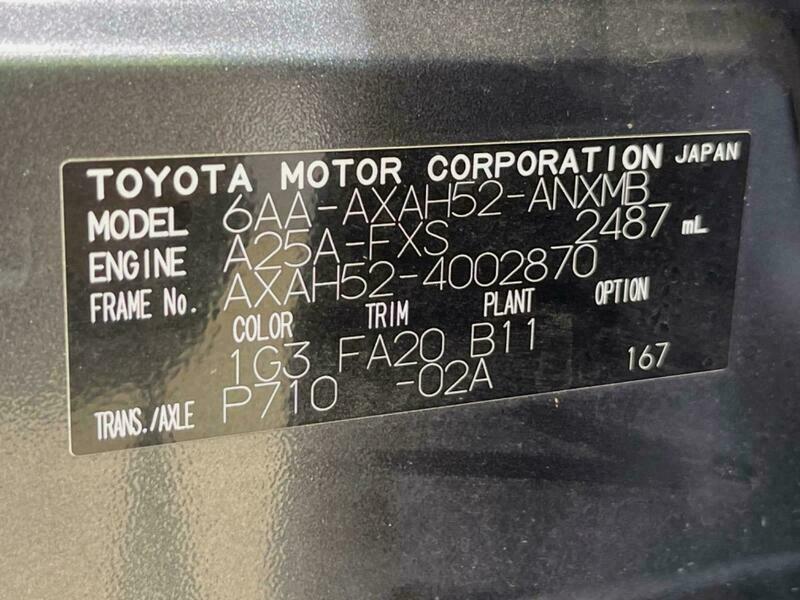 TOYOTA MOTOR CORPORATION JAPAN
MODEL 6AA-AXAH52-ANXMB
ENGINE A25A-FXS 2487 mL
FRAME No. AXAH52-4002870
COLOR TRIM PLANT OPTION
1G3 FA20 B11 167
TRANS./AXLE P710 -02A